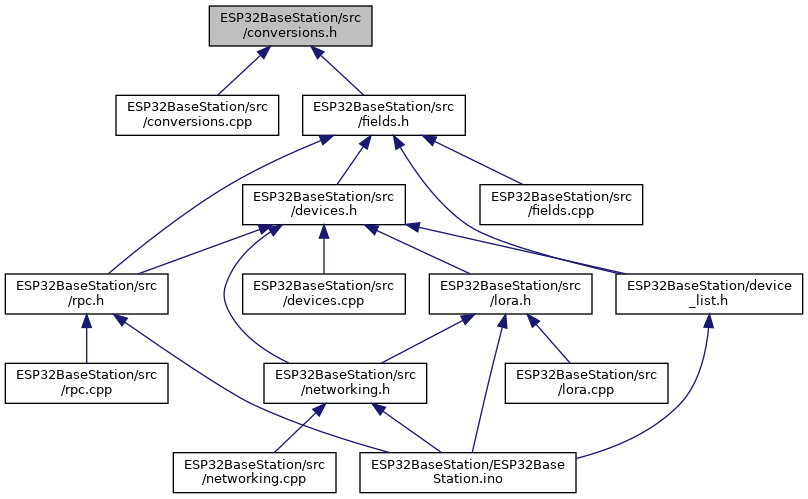 ESP32BaseStation/src
/conversions.h
ESP32BaseStation/src
/conversions.cpp
ESP32BaseStation/src
/fields.h
ESP32BaseStation/src
/devices.h
ESP32BaseStation/src
/fields.cpp
ESP32BaseStation/src
/rpc.h
ESP32BaseStation/src
/devices.cpp
ESP32BaseStation/src
/lora.h
ESP32BaseStation/device
_list.h
ESP32BaseStation/src
/rpc.cpp
ESP32BaseStation/src
/networking.h
ESP32BaseStation/src
/lora.cpp
ESP32BaseStation/src
/networking.cpp
ESP32BaseStation/ESP32Base
Station.ino